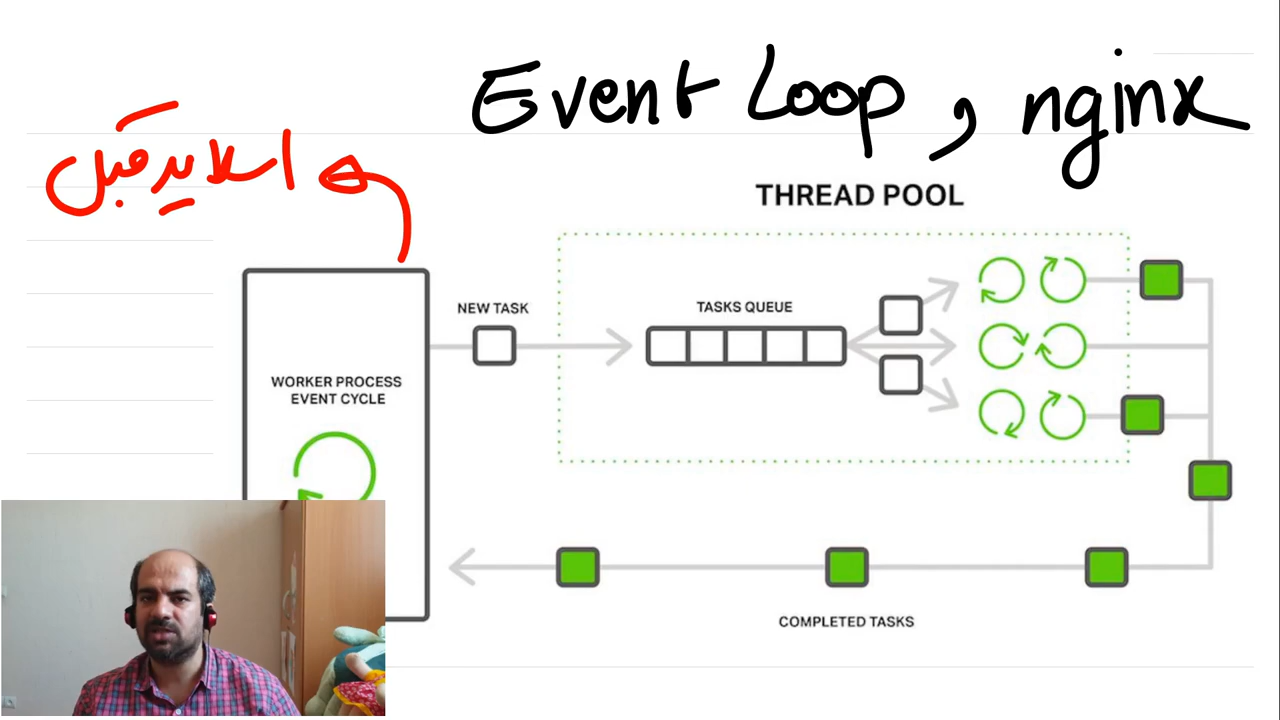 Event Loop و nginx
اسلاید قبل
THREAD POOL
NEW TASK
TASKS QUEUE
WORKER PROCESS
EVENT CYCLE
COMPLETED TASKS